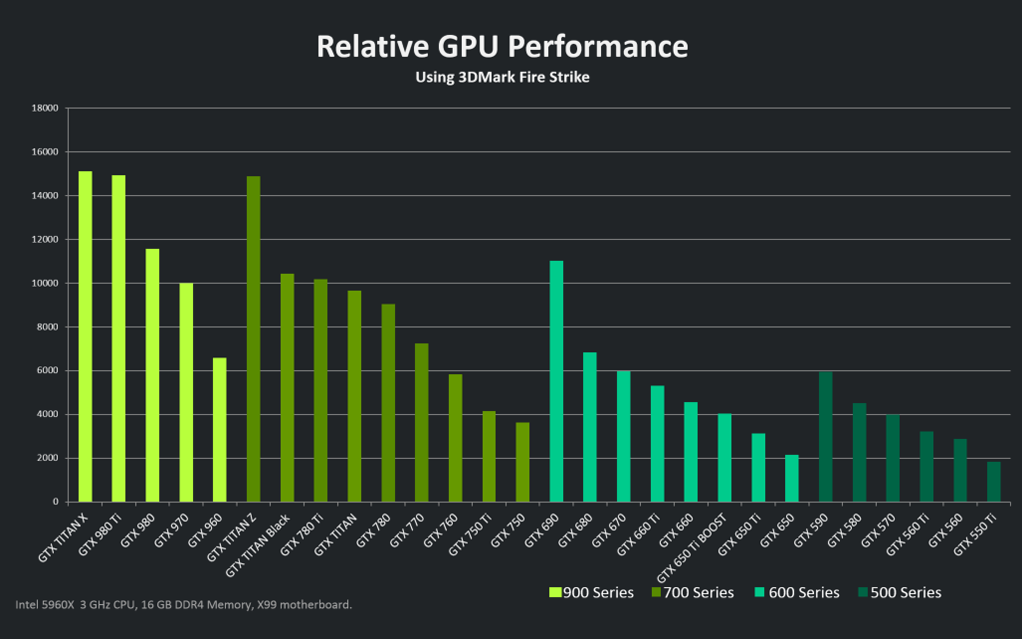 Relative GPU Performance
Using 3DMark Fire Strike
18000
16000
14000
12000
10000
8000
6000
4000
2000
0
GTX TITAN X
GTX 980 Ti
GTX 980
GTX 970
GTX 960
GTX TITAN Z
GTX TITAN Black
GTX 780 Ti
GTX TITAN
GTX 780
GTX 770
GTX 760
GTX 750 Ti
GTX 750
GTX 690
GTX 680
GTX 670
GTX 660 Ti
GTX 660
GTX 650 Ti BOOST
GTX 650 Ti
GTX 650
GTX 590
GTX 580
GTX 570
GTX 560 Ti
GTX 560
GTX 550 Ti
900 Series 700 Series 600 Series 500 Series
Intel 5960X 3 GHz CPU, 16 GB DDR4 Memory, X99 motherboard.